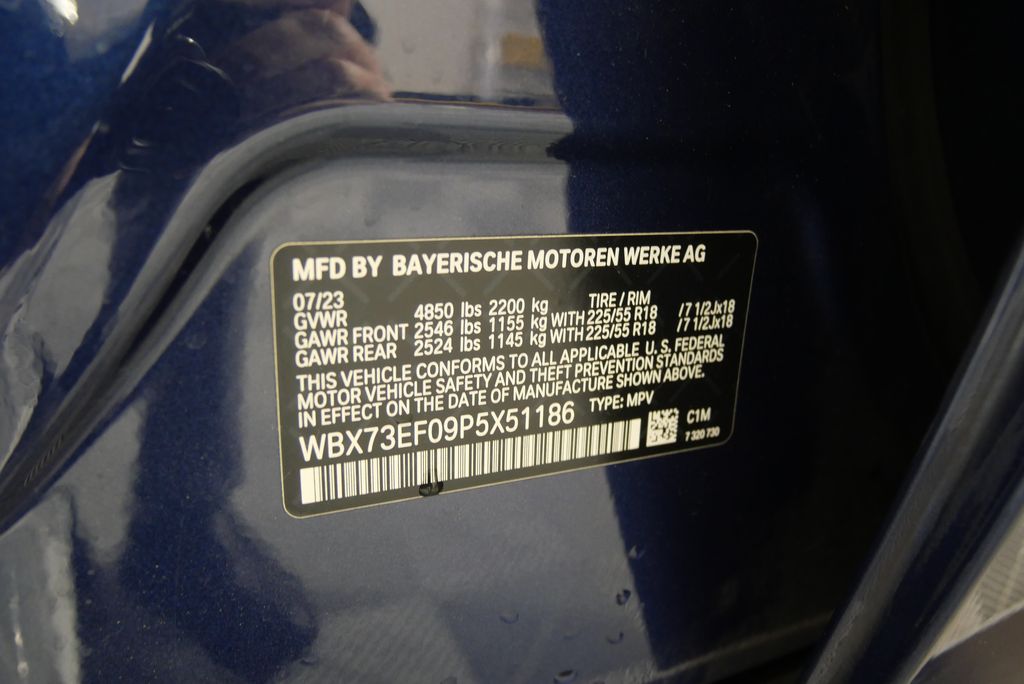 MFD BY BAYERISCHE MOTOREN WERKE AG
07/23 TIRE / RIM
GVWR 4850 lbs 2200 kg
GAWR FRONT 2546 lbs 1155 kg WITH 225/55 R18 /7 1/2Jx18
GAWR REAR 2524 lbs 1145 kg WITH 225/55 R18 /7 1/2Jx18
THIS VEHICLE CONFORMS TO ALL APPLICABLE U. S. FEDERAL
MOTOR VEHICLE SAFETY AND THEFT PREVENTION STANDARDS
IN EFFECT ON THE DATE OF MANUFACTURE SHOWN ABOVE.
WBX73EF09P5X51186 TYPE: MPV
C1M
7 320 730